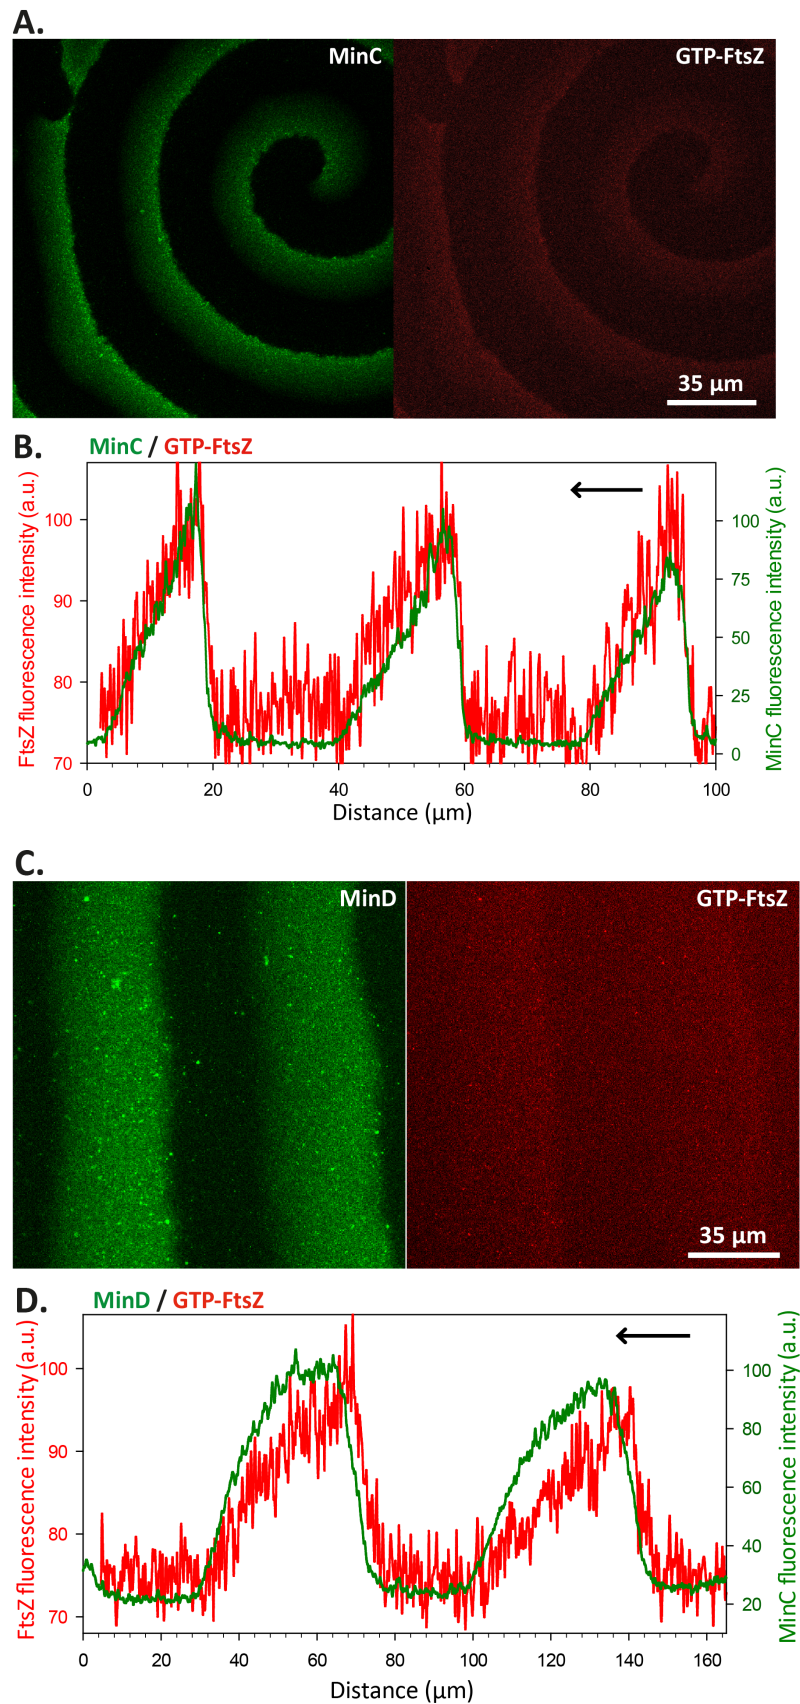 A.
MinC
GTP-FtsZ
35 µm
B.
MinC / GTP-FtsZ
FtsZ fluorescence intensity (a.u.)
100
90
80
70
MinC fluorescence intensity (a.u.)
100
75
50
25
0
0 20 40 60 80 100
Distance (µm)
C.
MinD
GTP-FtsZ
35 µm
D.
MinD / GTP-FtsZ
FtsZ fluorescence intensity (a.u.)
100
90
80
70
MinC fluorescence intensity (a.u.)
100
80
60
40
20
0 20 40 60 80 100 120 140 160
Distance (µm)